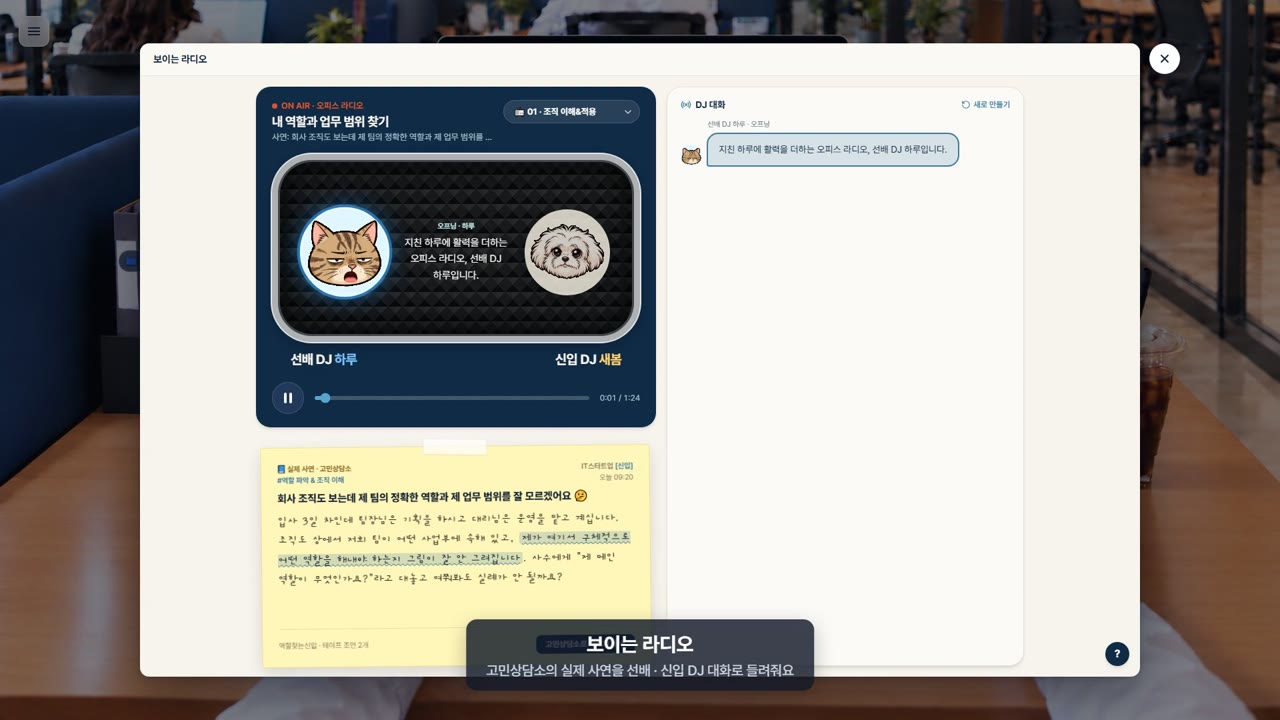 보이는 라디오
ON AIR · 오피스 라디오
내 역할과 업무 범위 찾기
사연: 회사 조직도 보는데 제 팀의 정확한 역할과 제 업무 범위를 ...
01 · 조직 이해&적용
오프닝 · 하루
지친 하루에 활력을 더하는
오피스 라디오, 선배 DJ
하루입니다.
선배 DJ 하루
신입 DJ 새봄
0:01 / 1:24
실제 사연 · 고민상담소
#역할 파악 & 조직 이해
IT스타트업 [신입]
오늘 09:20
회사 조직도 보는데 제 팀의 정확한 역할과 제 업무 범위를 잘 모르겠어요
입사 3일 차인데 팀장님은 기획을 하시고 대리님은 운영을 맡고 계십니다.
조직도 상에서 저희 팀이 어떤 사업부에 속해 있고, 제가 여기서 구체적으로
어떤 역할을 해내야 하는지 그림이 잘 안 그려집니다. 사수에게 "제 메인
역할이 무엇인가요?"라고 대놓고 여쭤봐도 실례가 안 될까요?
역할찾는신입 · 테이프 조언 2개
DJ 대화
새로 만들기
선배 DJ 하루 · 오프닝
지친 하루에 활력을 더하는 오피스 라디오, 선배 DJ 하루입니다.
보이는 라디오
고민상담소의 실제 사연을 선배 · 신입 DJ 대화로 들려줘요
?